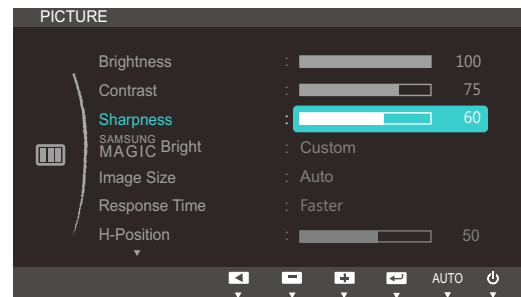 PICTURE
Brightness : 100
Contrast : 75
Sharpness : 60
SAMSUNG MAGIC Bright : Custom
Image Size : Auto
Response Time : Faster
H-Position : 50
AUTO